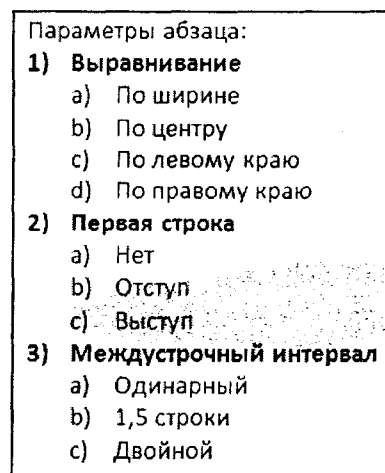 Параметры абзаца:
1) Выравнивание
a) По ширине
b) По центру
c) По левому краю
d) По правому краю
2) Первая строка
a) Нет
b) Отступ
c) Выступ
3) Междустрочный интервал
a) Одинарный
b) 1,5 строки
c) Двойной